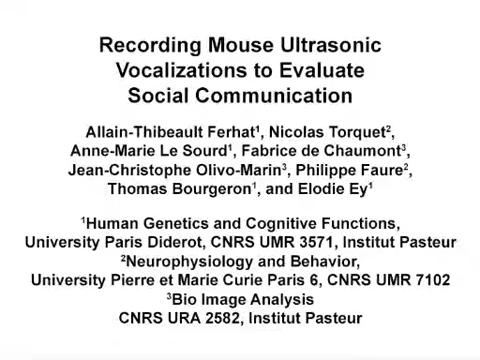 Recording Mouse Ultrasonic
Vocalizations to Evaluate
Social Communication
Allain-Thibeault Ferhat¹, Nicolas Torquet²,
Anne-Marie Le Sourd¹, Fabrice de Chaumont³,
Jean-Christophe Olivo-Marin³, Philippe Faure²,
Thomas Bourgeron¹, and Elodie Ey¹
¹Human Genetics and Cognitive Functions,
University Paris Diderot, CNRS UMR 3571, Institut Pasteur
²Neurophysiology and Behavior,
University Pierre et Marie Curie Paris 6, CNRS UMR 7102
³Bio Image Analysis
CNRS URA 2582, Institut Pasteur